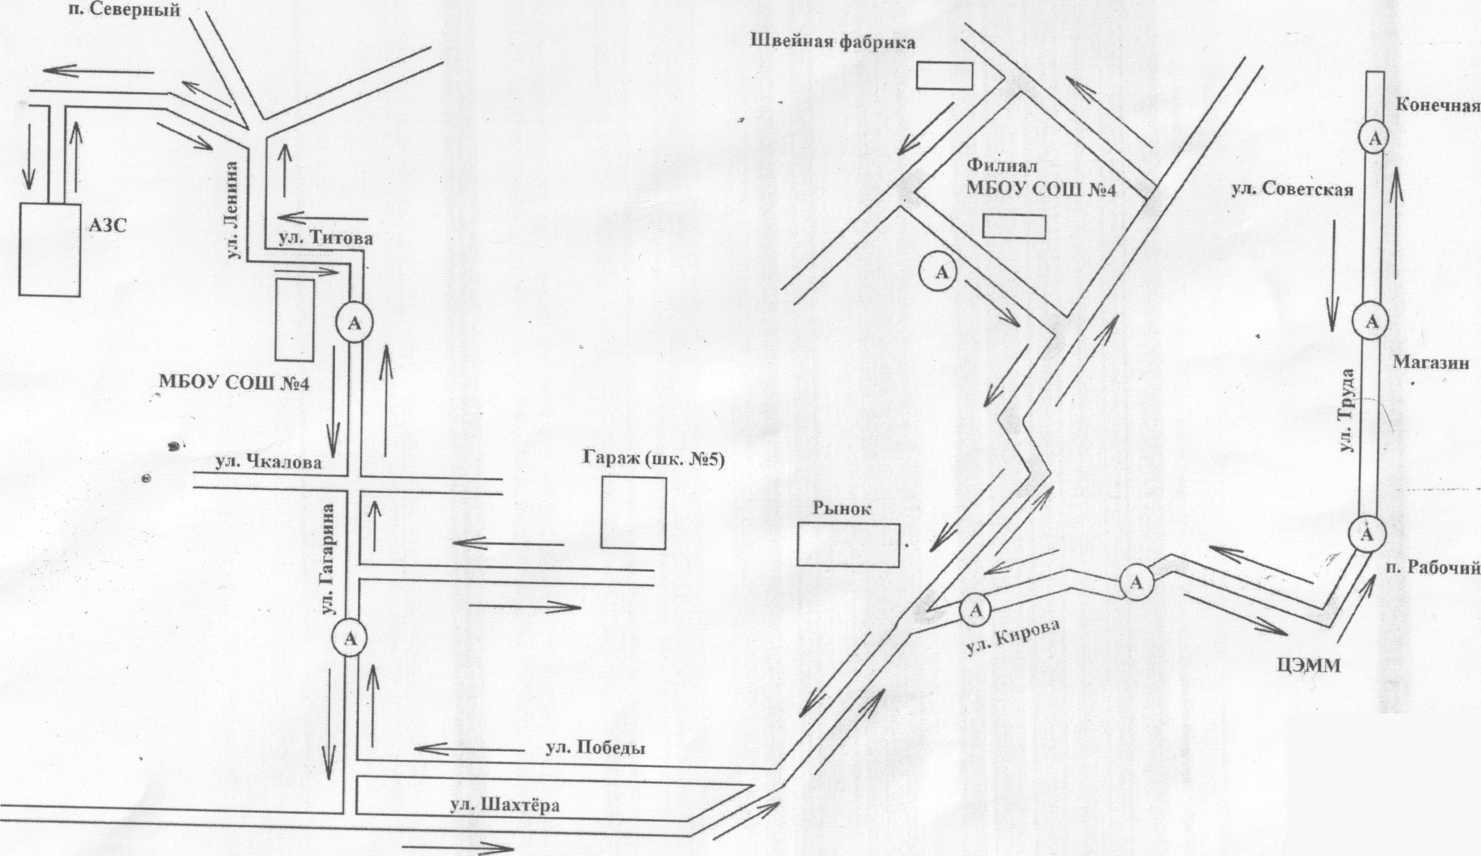 п. Северный
Швейная фабрика
Конечная
А
Филиал
МБОУ СОШ №4
ул. Советская
АЗС
ул. Ленина
ул. Титова
А
А
А
Магазин
МБОУ СОШ №4
ул. Труда
ул. Чкалова
Гараж (шк. №5)
Рынок
ул. Гагарина
А
п. Рабочий
А
А
А
ул. Кирова
ЦЭММ
ул. Победы
ул. Шахтёра